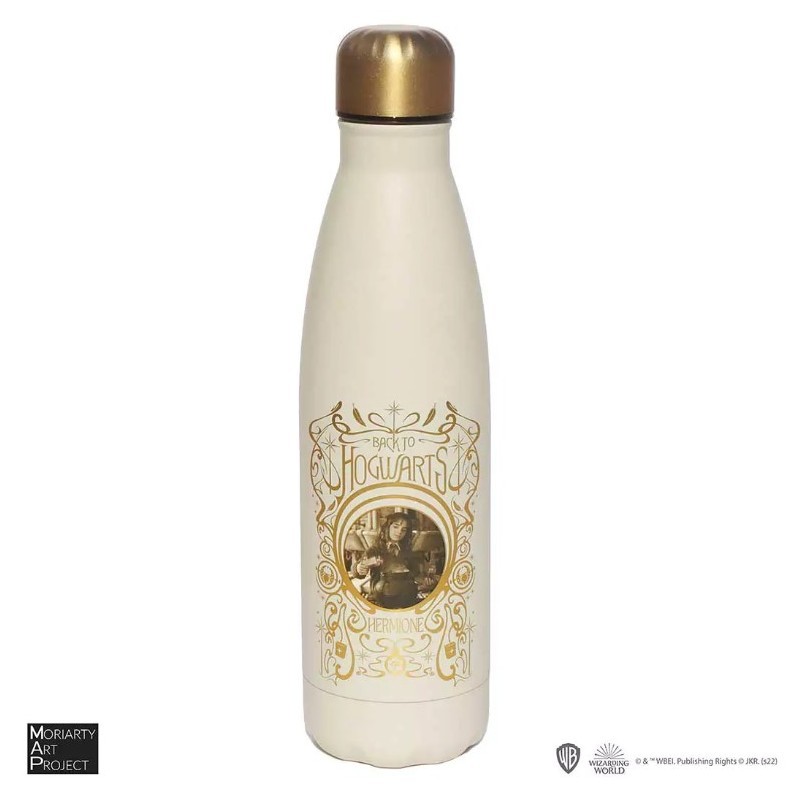 BACK TO
HOGWARTS
HERMIONE
MORIARTY
ART
PROJECT
WB
WIZARDING
WORLD
© & ™ WBEI. Publishing Rights © JKR. (s22)